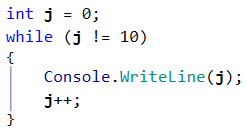 int j = 0;
while (j != 10)
{
    Console.WriteLine(j);
    j++;
}